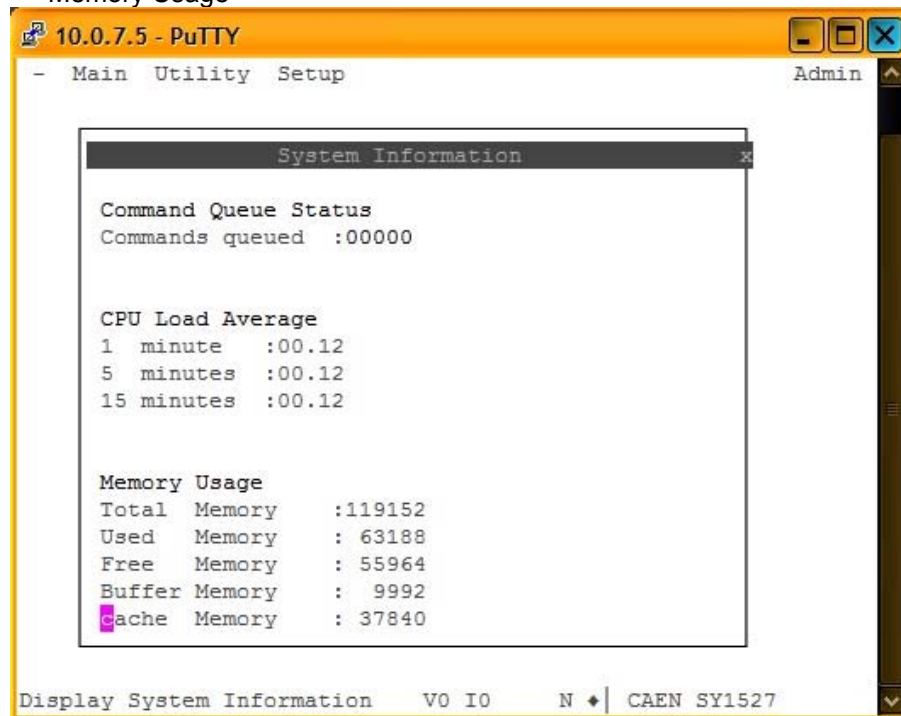 Memory Usage
10.0.7.5 - PuTTY
- Main Utility Setup Admin
System Information x
Command Queue Status
Commands queued :00000
CPU Load Average
1 minute :00.12
5 minutes :00.12
15 minutes :00.12
Memory Usage
Total Memory :119152
Used Memory : 63188
Free Memory : 55964
Buffer Memory : 9992
cache Memory : 37840
Display System Information V0 I0 N ♦ CAEN SY1527